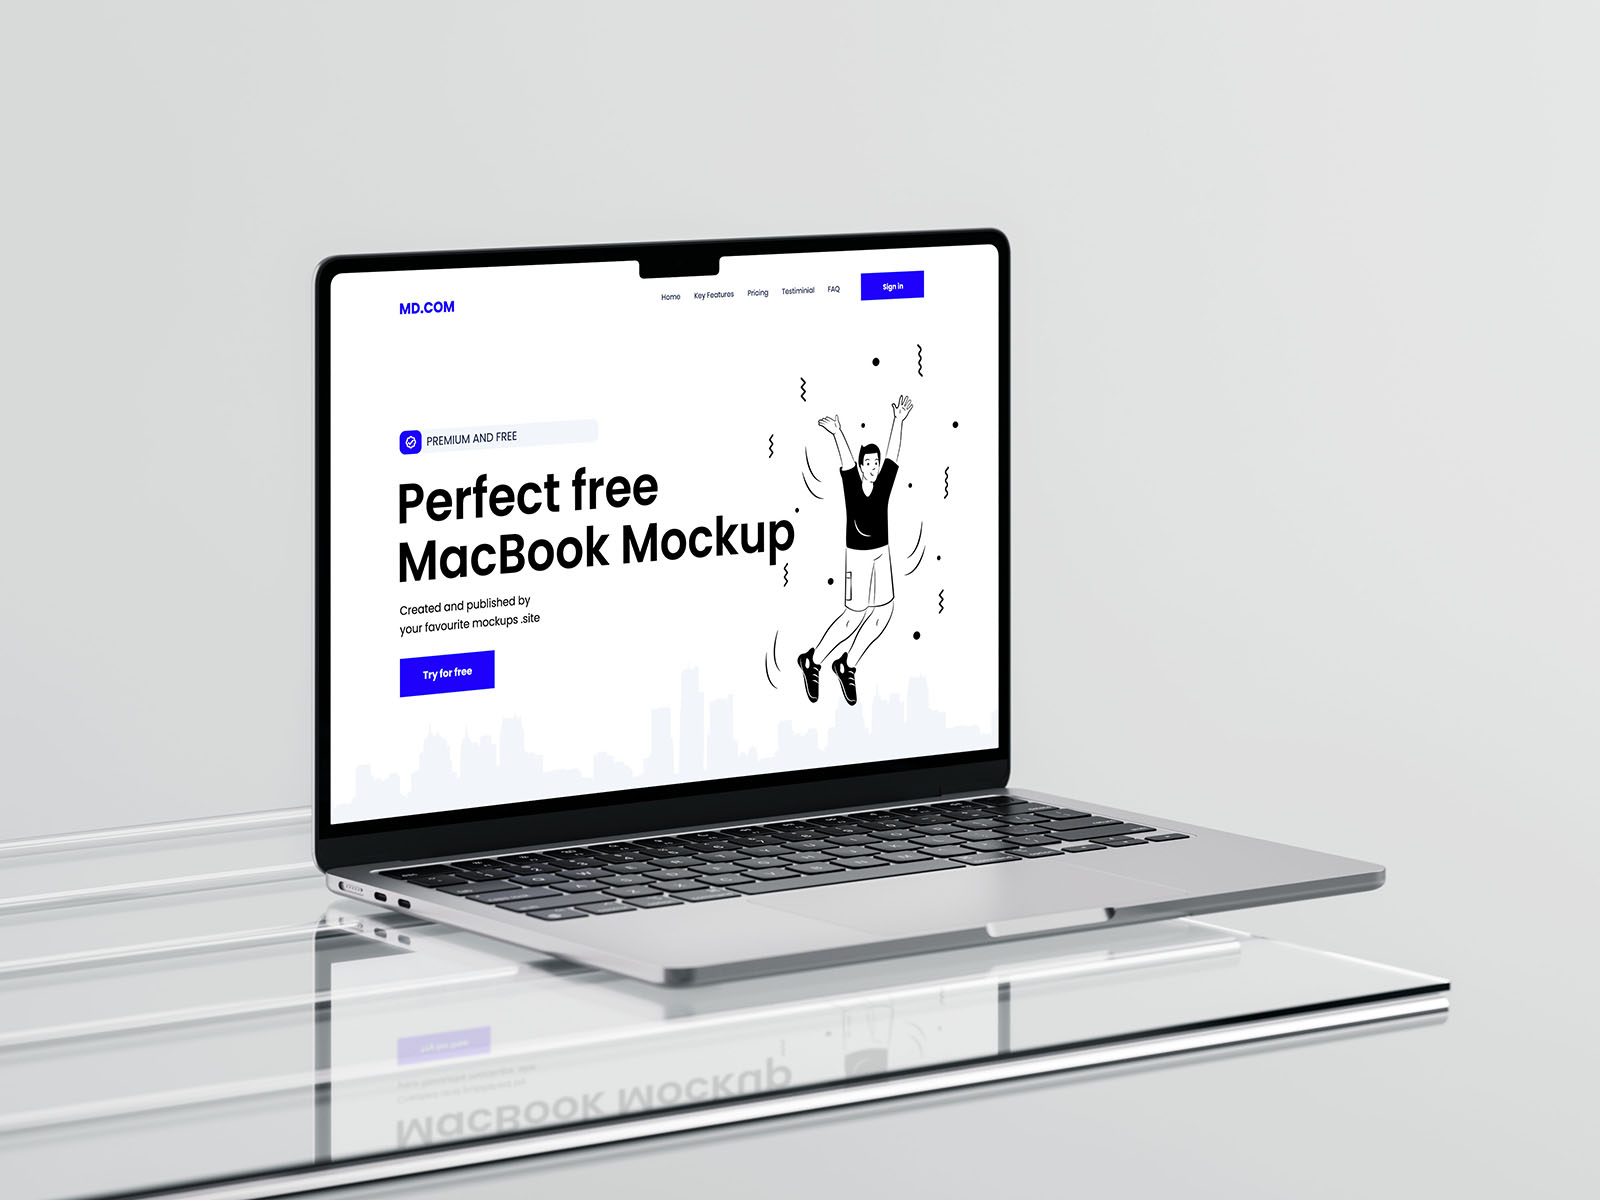 MD.COM
Home Key Features Pricing Testiminial FAQ Sign in
PREMIUM AND FREE
Perfect free
MacBook Mockup
Created and published by
your favourite mockups .site
Try for free